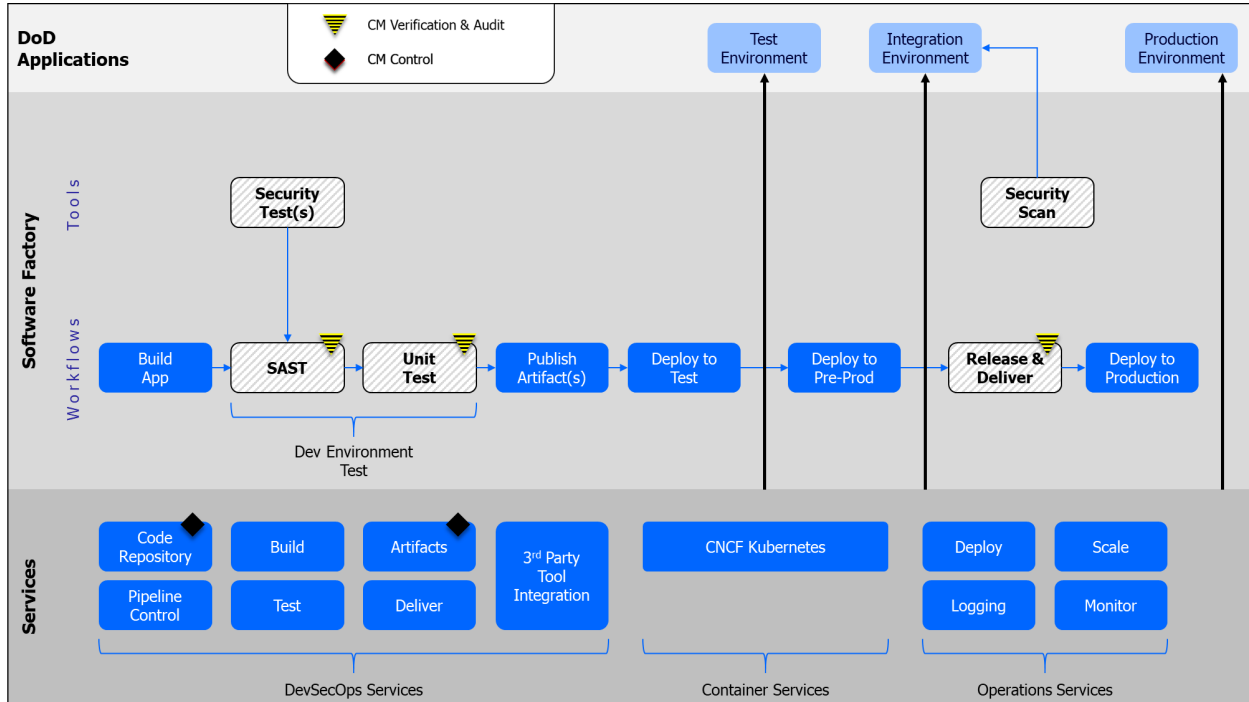 DoD
Applications
CM Verification & Audit
CM Control
Test
Environment
Integration
Environment
Production
Environment
Software Factory
Tools
Security
Test(s)
Security
Scan
Workflows
Build
App
SAST
Unit
Test
Publish
Artifact(s)
Deploy to
Test
Deploy to
Pre-Prod
Release &
Deliver
Deploy to
Production
Dev Environment
Test
Services
Code
Repository
Build
Artifacts
3rd Party
Tool
Integration
CNCF Kubernetes
Deploy
Scale
Pipeline
Control
Test
Deliver
Logging
Monitor
DevSecOps Services
Container Services
Operations Services